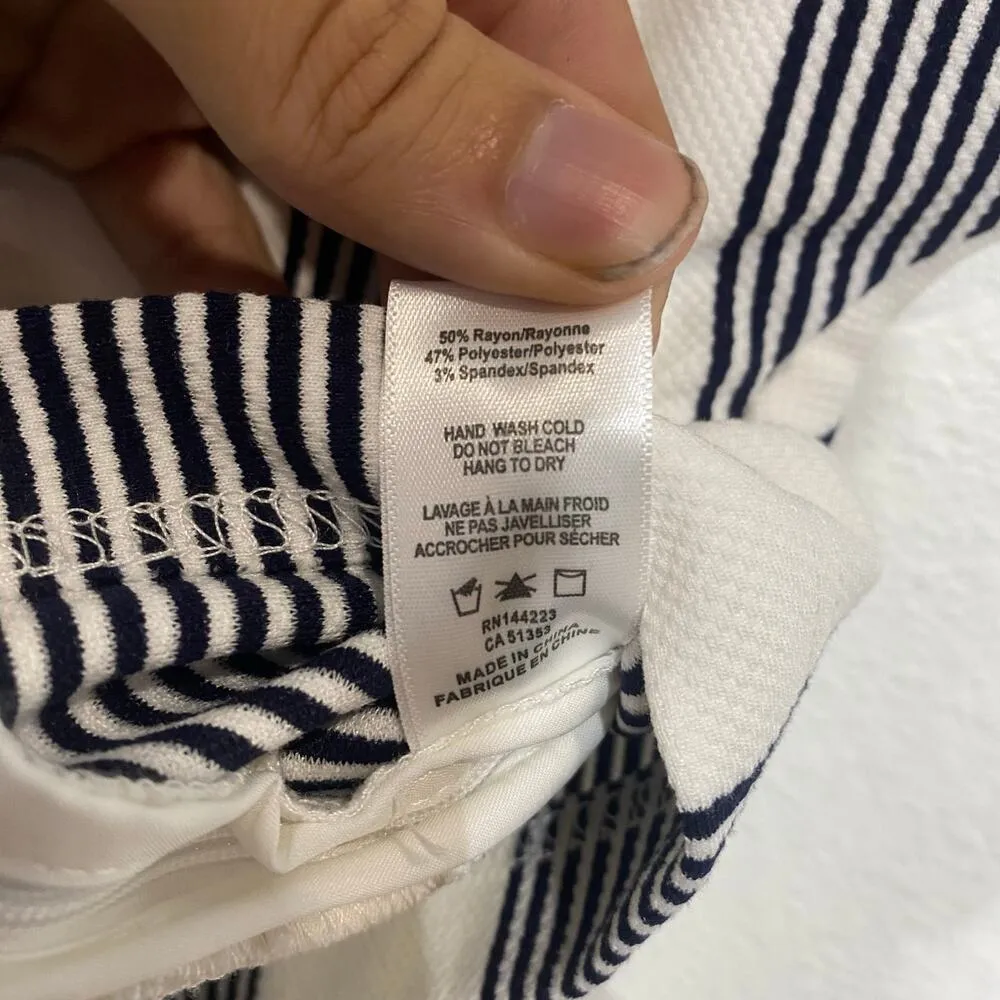 50% Rayon/Rayonne
47% Polyester/Polyester
3% Spandex/Spandex
HAND WASH COLD
DO NOT BLEACH
HANG TO DRY
LAVAGE À LA MAIN FROID
NE PAS JAVELLISER
ACCROCHER POUR SÉCHER
RN144223
CA 51353
MADE IN CHINA
FABRIQUE EN CHINE